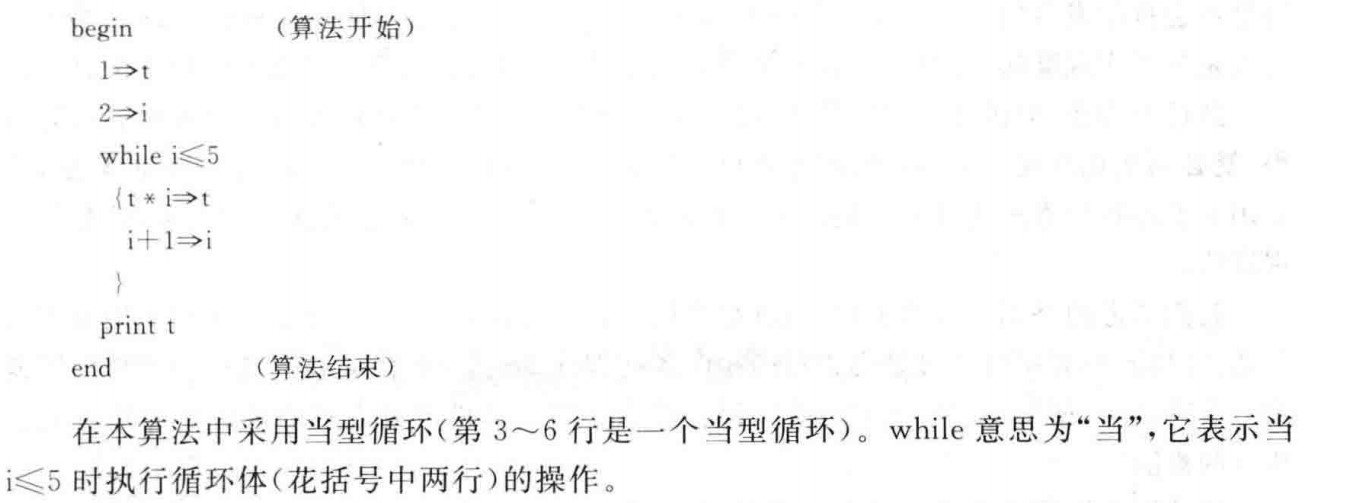 begin （算法开始）
1⇒t
2⇒i
while i≤5
{t * i⇒t
i+1⇒i
}
print t
end （算法结束）
在本算法中采用当型循环(第 3～6 行是一个当型循环)。while 意思为“当”,它表示当
i≤5 时执行循环体(花括号中两行)的操作。